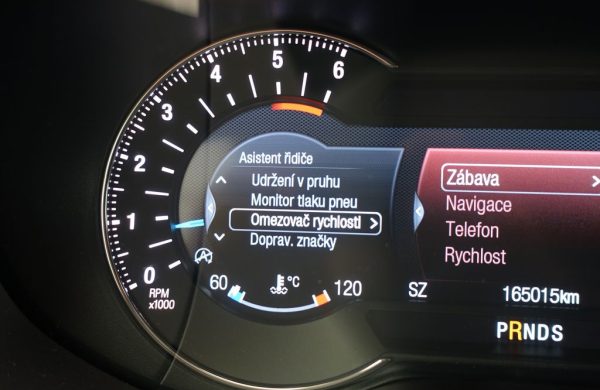 6
5
4
3
2
1
0
RPM
x1000
Asistent řidiče
Udržení v pruhu
Monitor tlaku pneu
Omezovač rychlosti >
Doprav. značky
60 °C 120
Zábava >
Navigace
Telefon
Rychlost
SZ 165015km
PRNDS